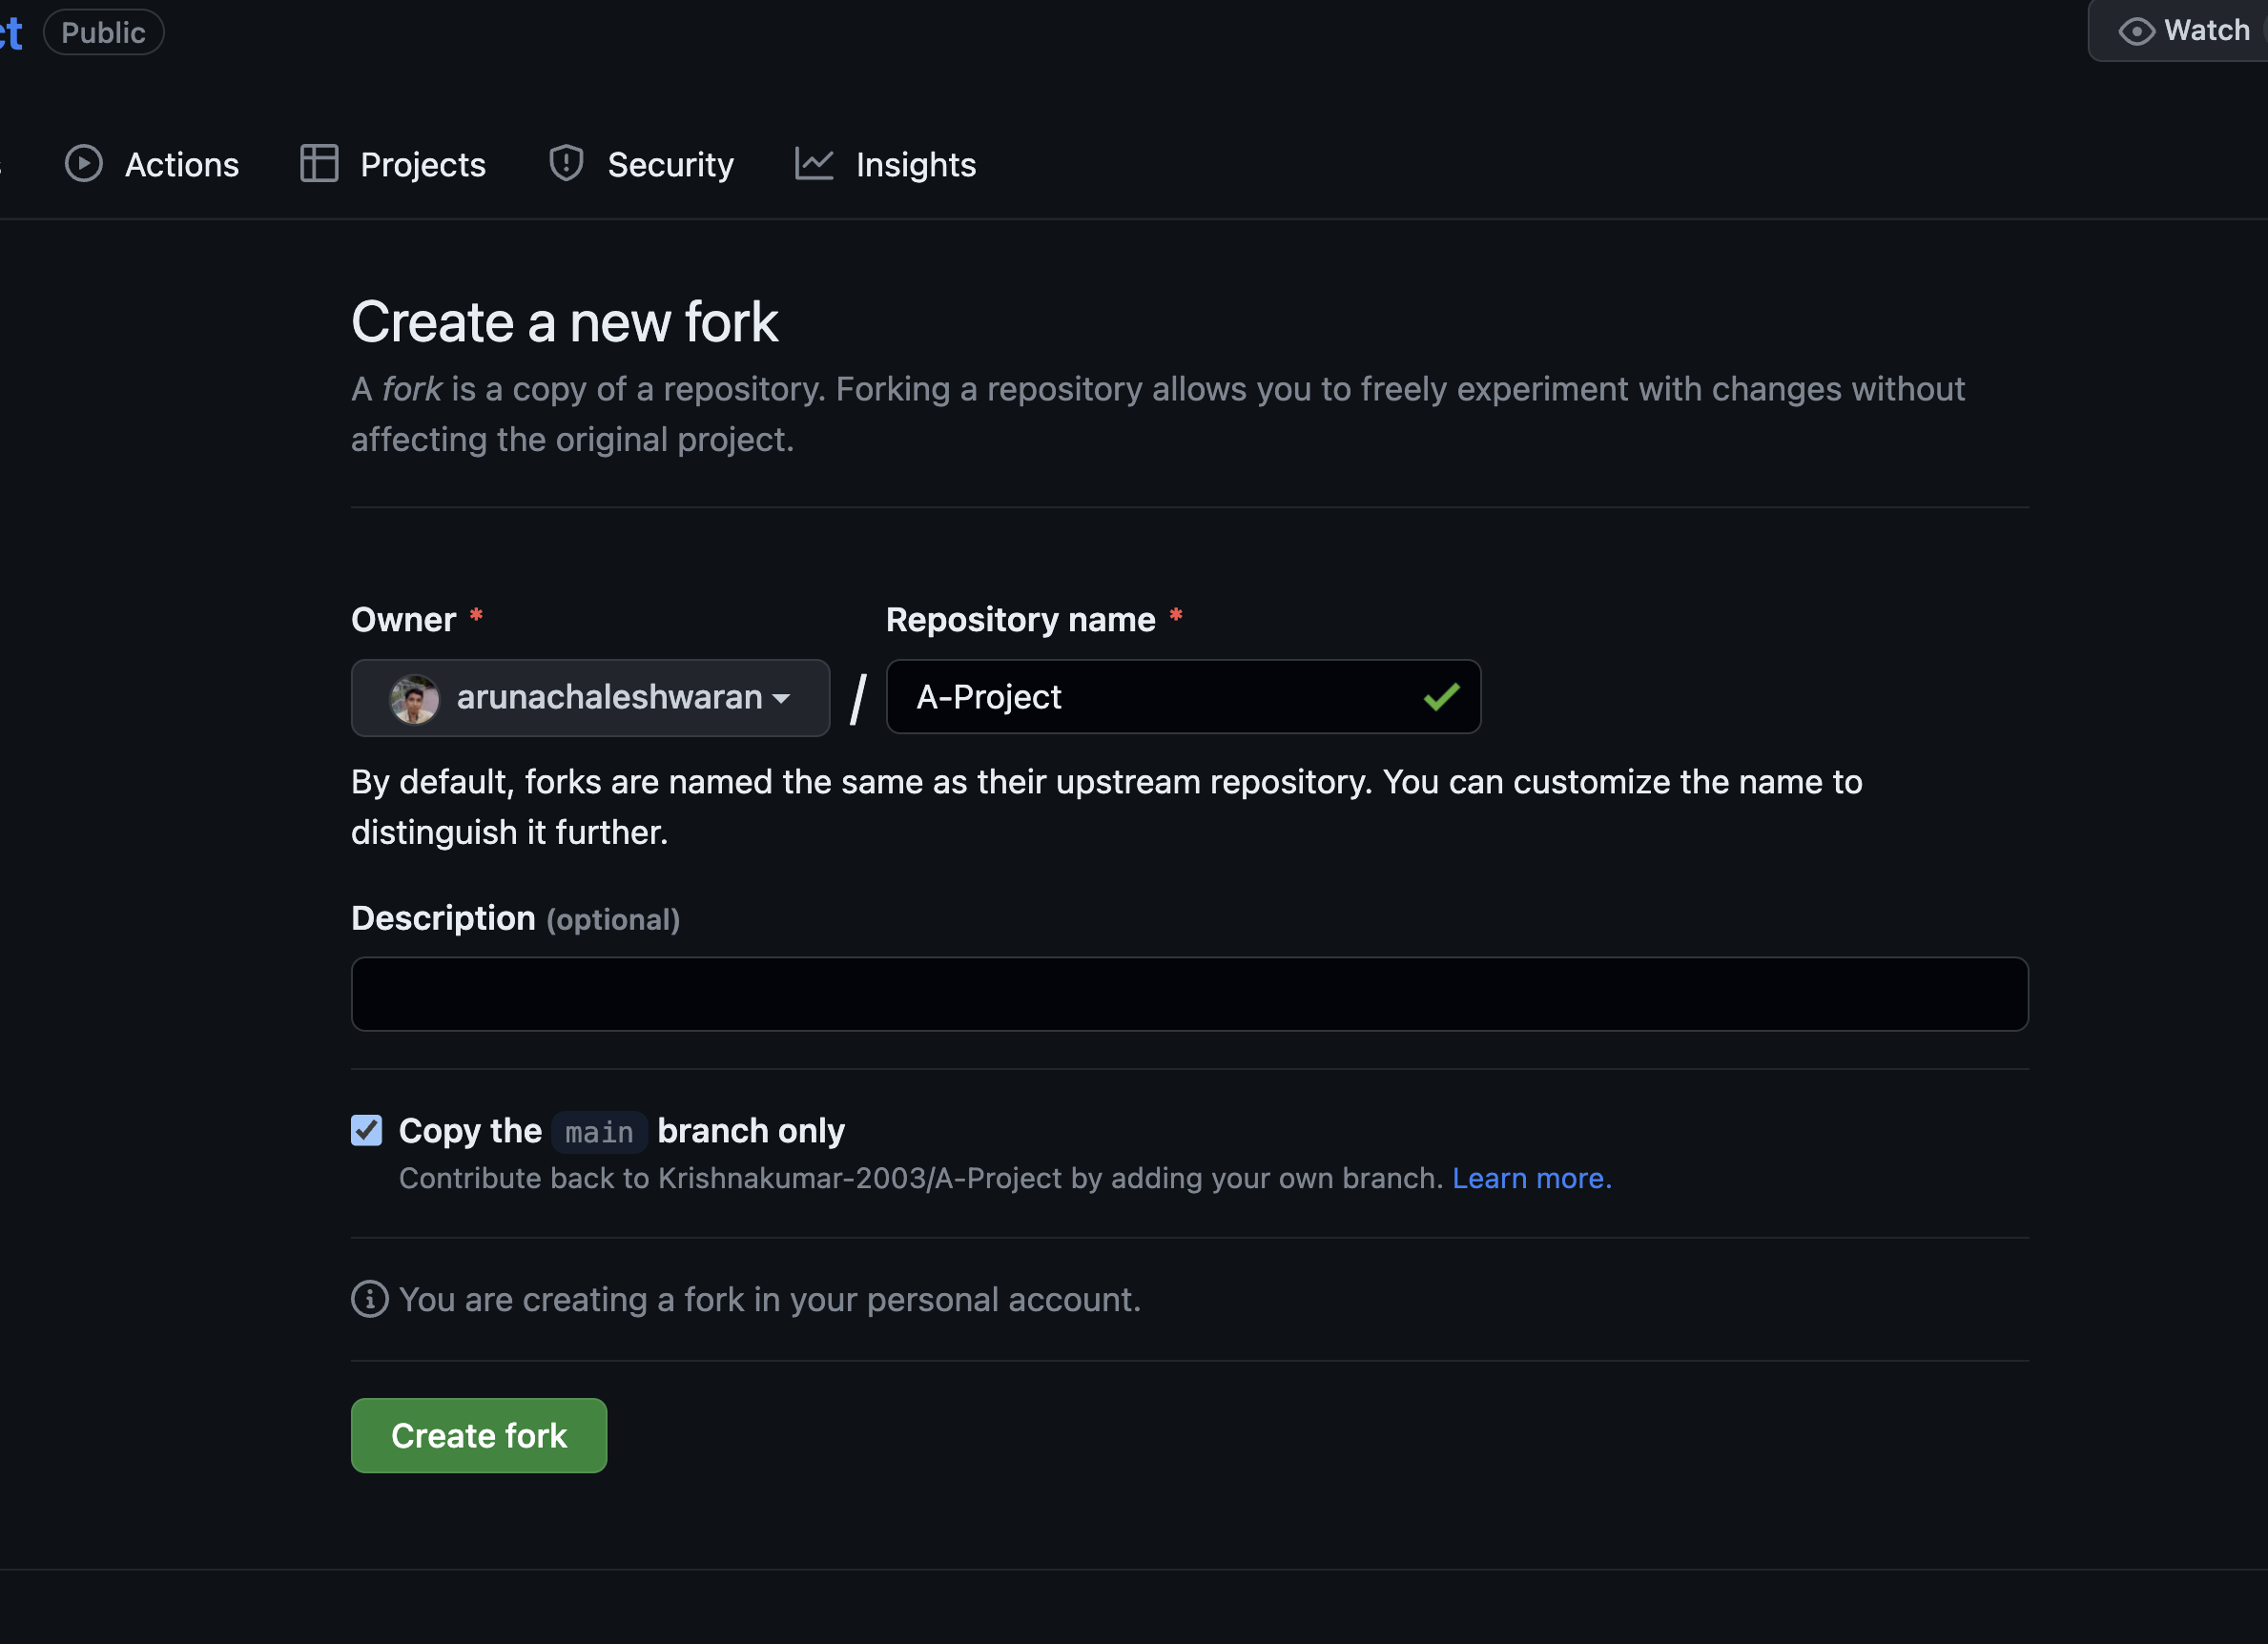 ct Public Watch
Actions Projects Security Insights
Create a new fork
A fork is a copy of a repository. Forking a repository allows you to freely experiment with changes without
affecting the original project.
Owner * Repository name *
arunachaleshwaran / A-Project
By default, forks are named the same as their upstream repository. You can customize the name to
distinguish it further.
Description (optional)
Copy the main branch only
Contribute back to Krishnakumar-2003/A-Project by adding your own branch. Learn more.
You are creating a fork in your personal account.
Create fork